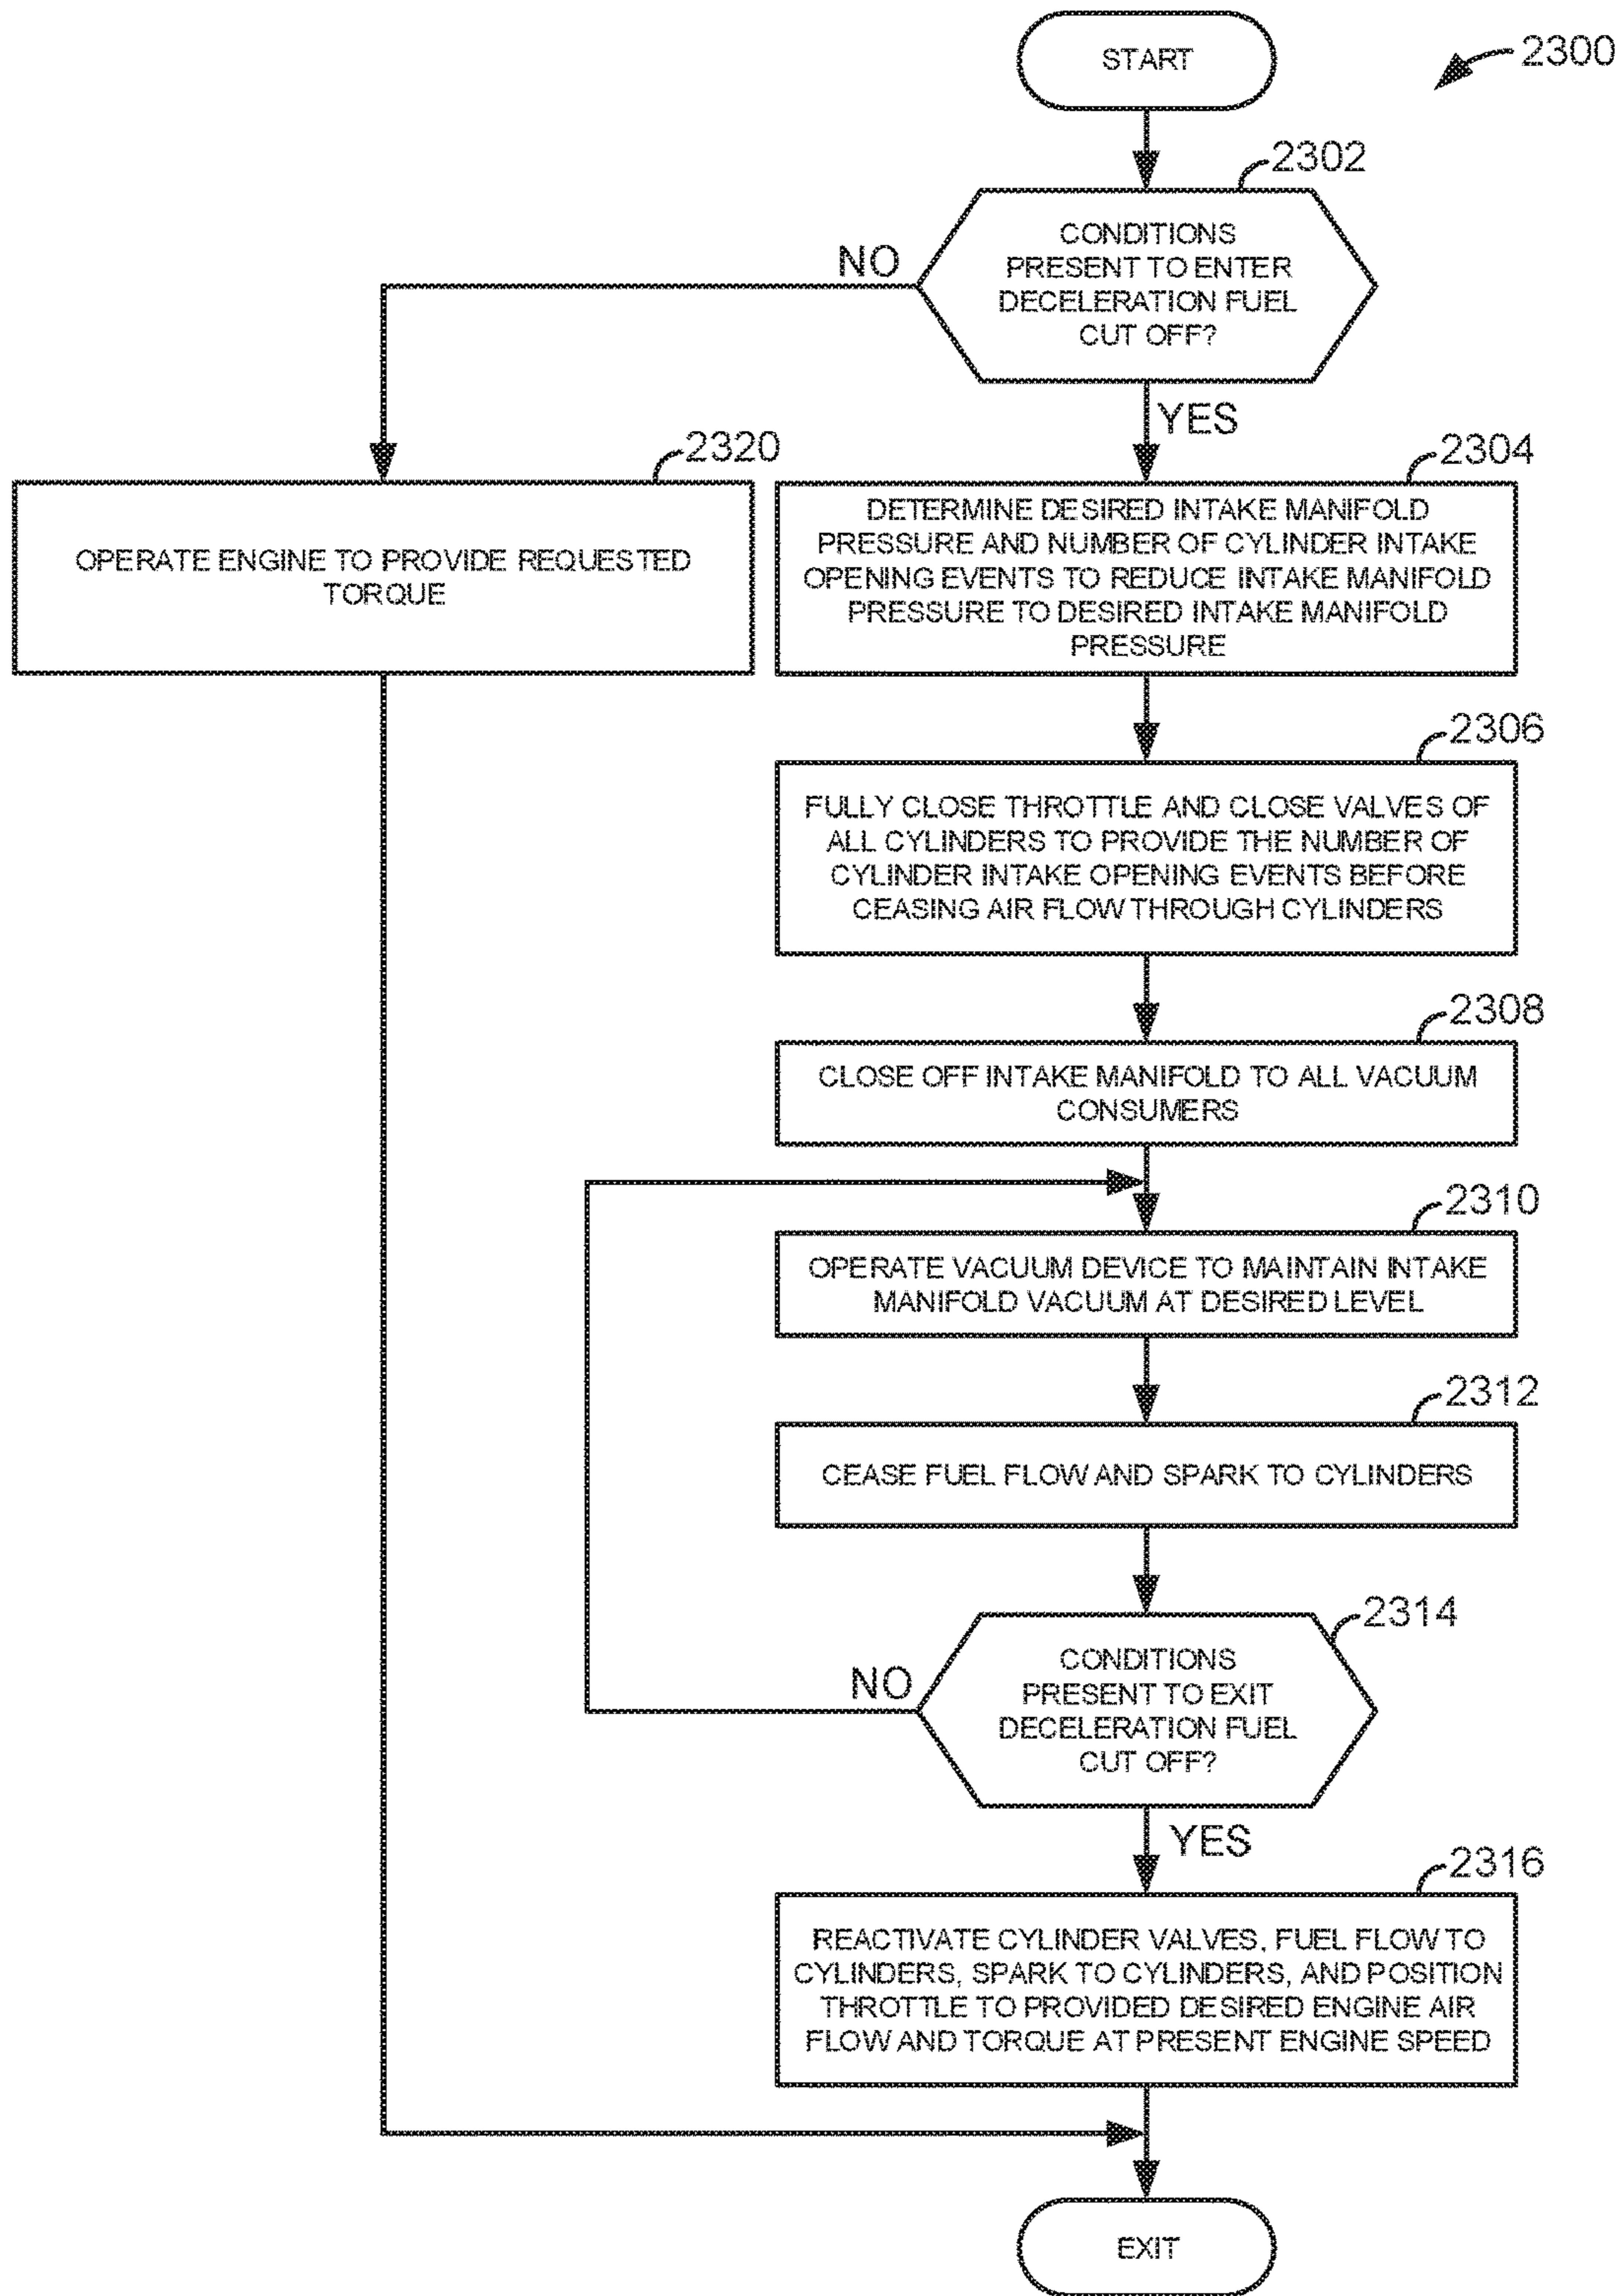 START
2300
2302
CONDITIONS
PRESENT TO ENTER
DECELERATION FUEL
CUT OFF?
NO
YES
2320
OPERATE ENGINE TO PROVIDE REQUESTED
TORQUE
2304
DETERMINE DESIRED INTAKE MANIFOLD
PRESSURE AND NUMBER OF CYLINDER INTAKE
OPENING EVENTS TO REDUCE INTAKE MANIFOLD
PRESSURE TO DESIRED INTAKE MANIFOLD
PRESSURE
2306
FULLY CLOSE THROTTLE AND CLOSE VALVES OF
ALL CYLINDERS TO PROVIDE THE NUMBER OF
CYLINDER INTAKE OPENING EVENTS BEFORE
CEASING AIR FLOW THROUGH CYLINDERS
2308
CLOSE OFF INTAKE MANIFOLD TO ALL VACUUM
CONSUMERS
2310
OPERATE VACUUM DEVICE TO MAINTAIN INTAKE
MANIFOLD VACUUM AT DESIRED LEVEL
2312
CEASE FUEL FLOW AND SPARK TO CYLINDERS
2314
CONDITIONS
PRESENT TO EXIT
DECELERATION FUEL
CUT OFF?
NO
YES
2316
REACTIVATE CYLINDER VALVES, FUEL FLOW TO
CYLINDERS, SPARK TO CYLINDERS, AND POSITION
THROTTLE TO PROVIDED DESIRED ENGINE AIR
FLOW AND TORQUE AT PRESENT ENGINE SPEED
EXIT